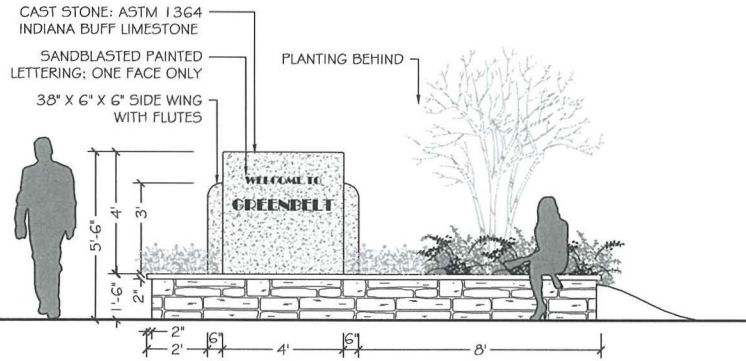 CAST STONE: ASTM 1364
INDIANA BUFF LIMESTONE
SANDBLASTED PAINTED
LETTERING; ONE FACE ONLY
PLANTING BEHIND
38" X 6" X 6" SIDE WING
WITH FLUTES
WELCOME TO
GREENBELT
5'-6"
4'
3'
1'-6"
2"
2"
2'
6"
4'
6"
8'